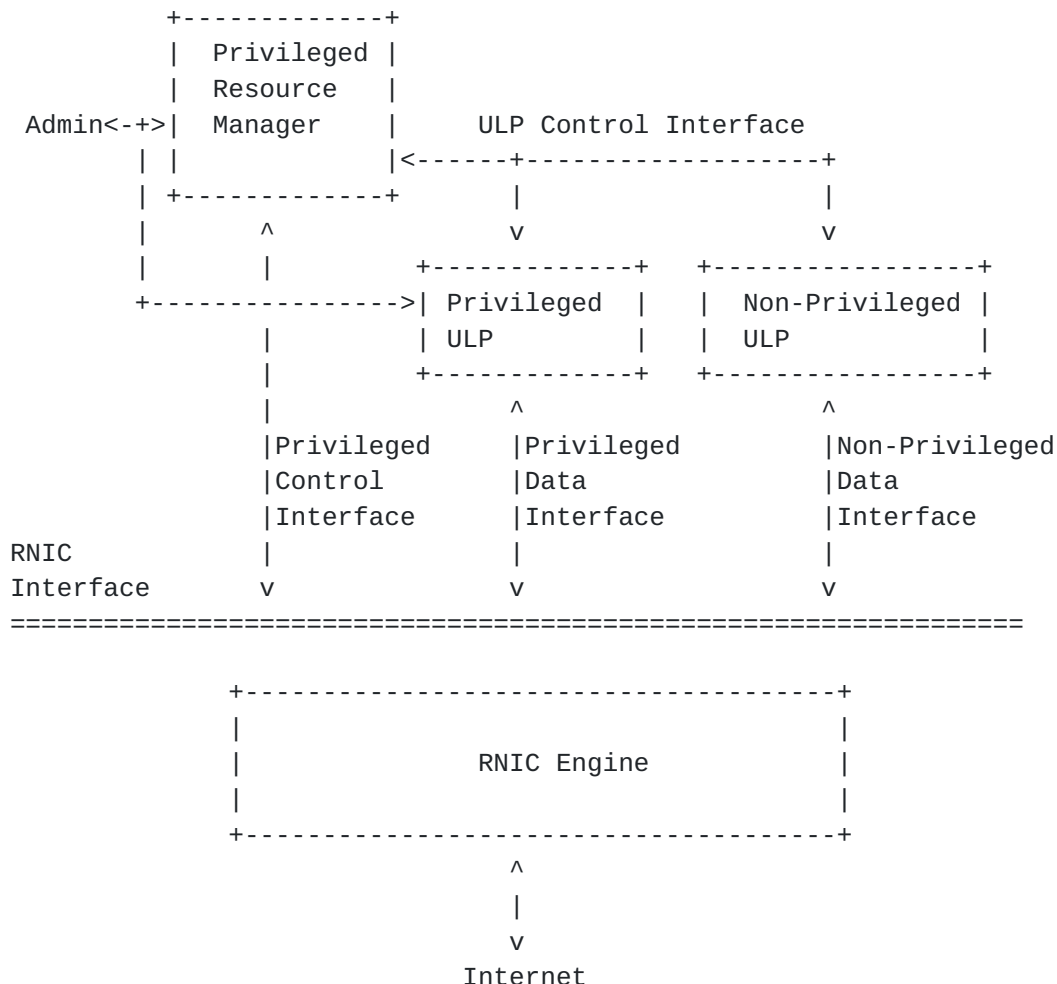 Privileged
Resource
Admin Manager ULP Control Interface
Privileged Non-Privileged
ULP ULP
Privileged Privileged Non-Privileged
Control Data Data
Interface Interface Interface
RNIC
Interface
RNIC Engine
Internet